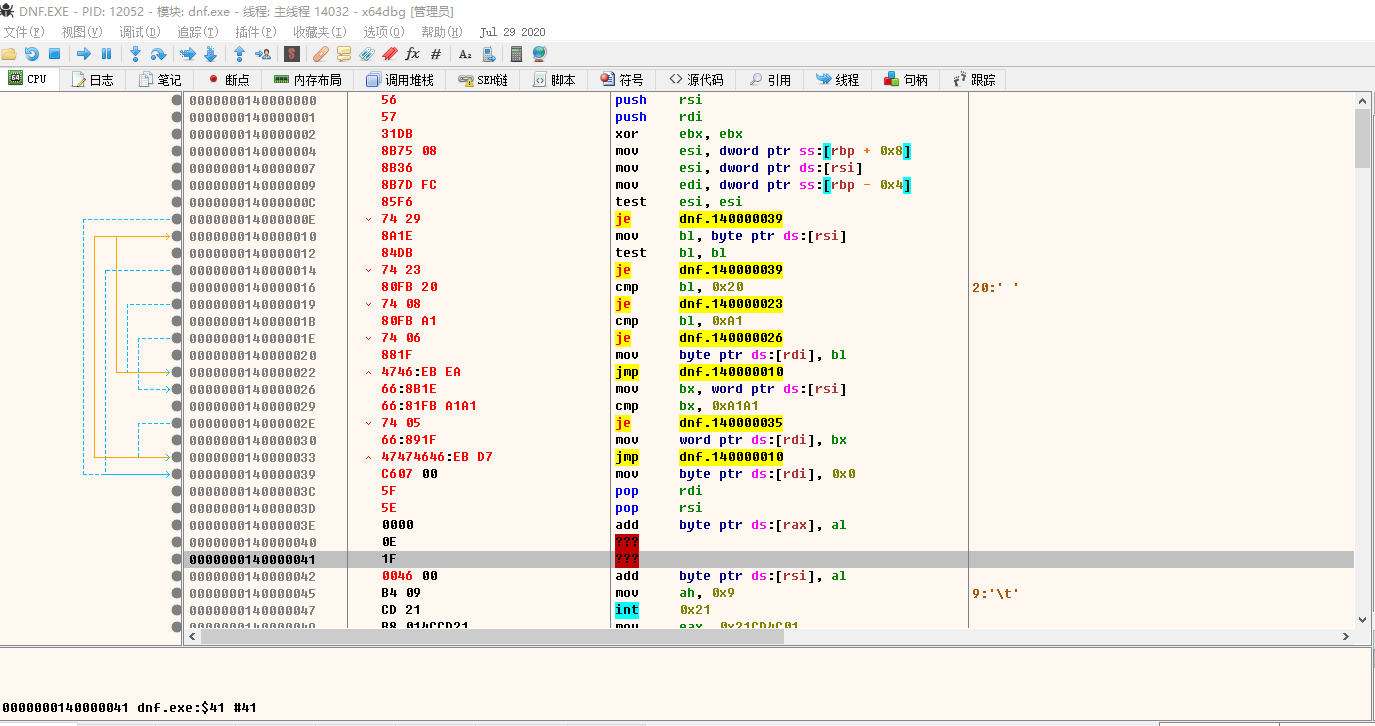 DNF.EXE - PID: 12052 - 模块: dnf.exe - 线程: 主线程 14032 - x64dbg [管理员]
文件(F) 视图(V) 调试(D) 追踪(T) 插件(P) 收藏夹(I) 选项(O) 帮助(H) Jul 29 2020
CPU 日志 笔记 断点 内存布局 调用堆栈 SEH链 脚本 符号 源代码 引用 线程 句柄 跟踪
0000000140000000 56 push rsi
0000000140000001 57 push rdi
0000000140000002 31DB xor ebx, ebx
0000000140000004 8B75 08 mov esi, dword ptr ss:[rbp + 0x8]
0000000140000007 8B36 mov esi, dword ptr ds:[rsi]
0000000140000009 8B7D FC mov edi, dword ptr ss:[rbp - 0x4]
000000014000000C 85F6 test esi, esi
000000014000000E 74 29 je dnf.140000039
0000000140000010 8A1E mov bl, byte ptr ds:[rsi]
0000000140000012 84DB test bl, bl
0000000140000014 74 23 je dnf.140000039
0000000140000016 80FB 20 cmp bl, 0x20 20:' '
0000000140000019 74 08 je dnf.140000023
000000014000001B 80FB A1 cmp bl, 0xA1
000000014000001E 74 06 je dnf.140000026
0000000140000020 881F mov byte ptr ds:[rdi], bl
0000000140000022 4746:EB EA jmp dnf.140000010
0000000140000026 66:8B1E mov bx, word ptr ds:[rsi]
0000000140000029 66:81FB A1A1 cmp bx, 0xA1A1
000000014000002E 74 05 je dnf.140000035
0000000140000030 66:891F mov word ptr ds:[rdi], bx
0000000140000033 47474646:EB D7 jmp dnf.140000010
0000000140000039 C607 00 mov byte ptr ds:[rdi], 0x0
000000014000003C 5F pop rdi
000000014000003D 5E pop rsi
000000014000003E 0000 add byte ptr ds:[rax], al
0000000140000040 0E ???
0000000140000041 1F ???
0000000140000042 0046 00 add byte ptr ds:[rsi], al
0000000140000045 B4 09 mov ah, 0x9 9:'\t'
0000000140000047 CD 21 int 0x21
0000000140000049 B8 014CCD21 mov eax, 0x21CD4C01
0000000140000041 dnf.exe:$41 #41